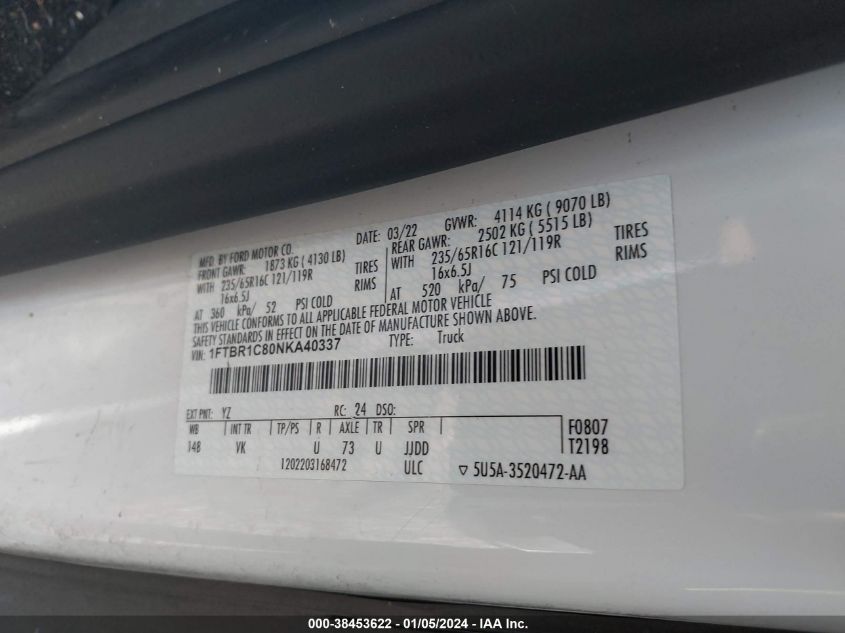 MFD. BY FORD MOTOR CO. DATE: 03/22 GVWR: 4114 KG ( 9070 LB)
FRONT GAWR: 1873 KG ( 4130 LB) REAR GAWR: 2502 KG ( 5515 LB)
WITH 235/65R16C 121/119R TIRES WITH 235/65R16C 121/119R TIRES
16x6.5J RIMS 16x6.5J RIMS
AT 360 kPa/ 52 PSI COLD AT 520 kPa/ 75 PSI COLD
THIS VEHICLE CONFORMS TO ALL APPLICABLE FEDERAL MOTOR VEHICLE
SAFETY STANDARDS IN EFFECT ON THE DATE OF MANUFACTURE SHOWN ABOVE.
VIN: 1FTBR1C80NKA40337 TYPE: Truck
EXT PNT: YZ RC: 24 DSO:
WB INT TR TP/PS R AXLE TR SPR F0807
148 VK U 73 U JJDD T2198
1202203168472 ULC ▽ 5U5A-3520472-AA
000-38453622 - 01/05/2024 - IAA Inc.